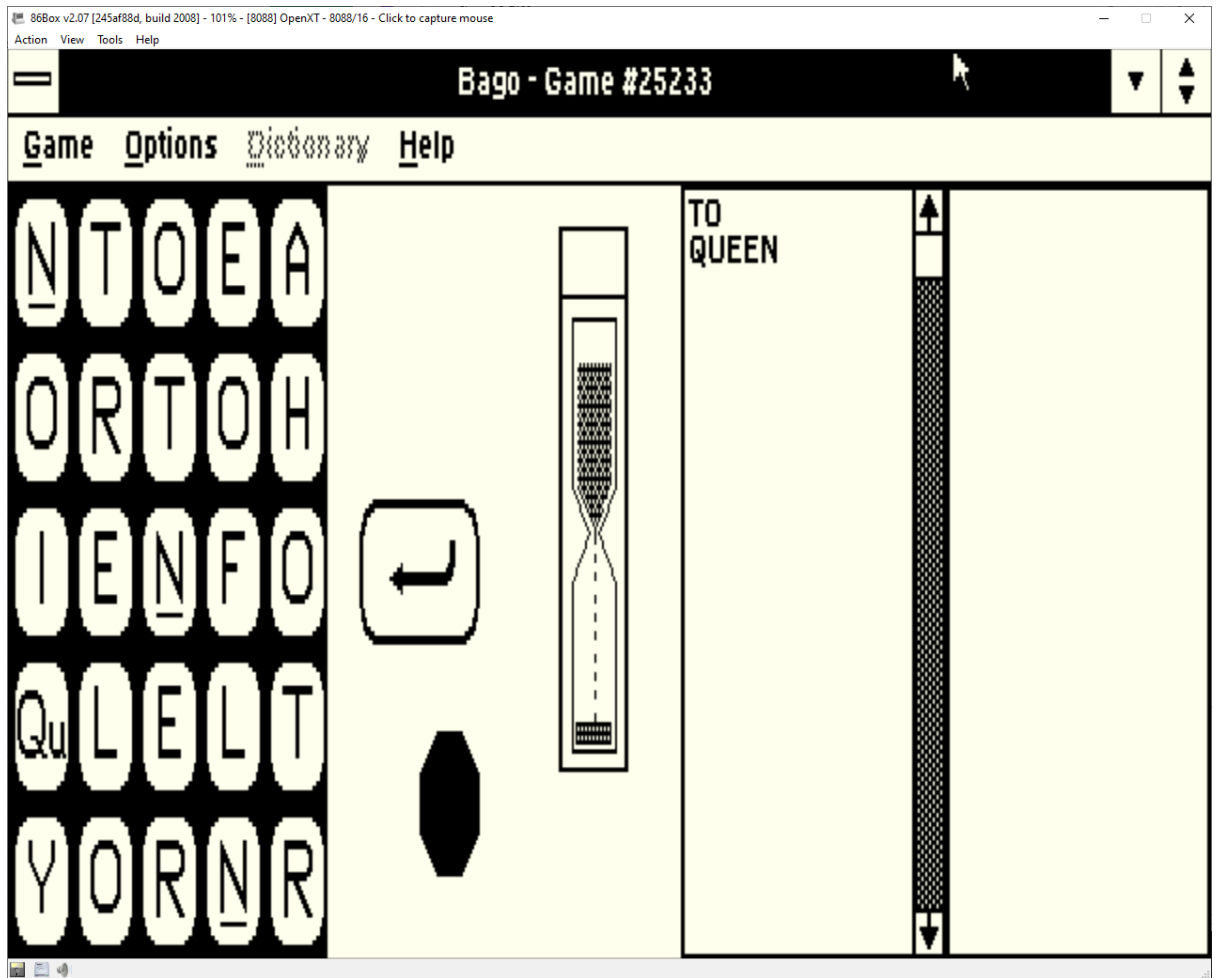 86Box v2.07 [245af88d, build 2008] - 101% - [8088] OpenXT - 8088/16 - Click to capture mouse
Action View Tools Help
Bago - Game #25233
Game Options Dictionary Help
N T O E A
O R T O H
I E N F O
Qu L E L T
Y O R N R
TO
QUEEN